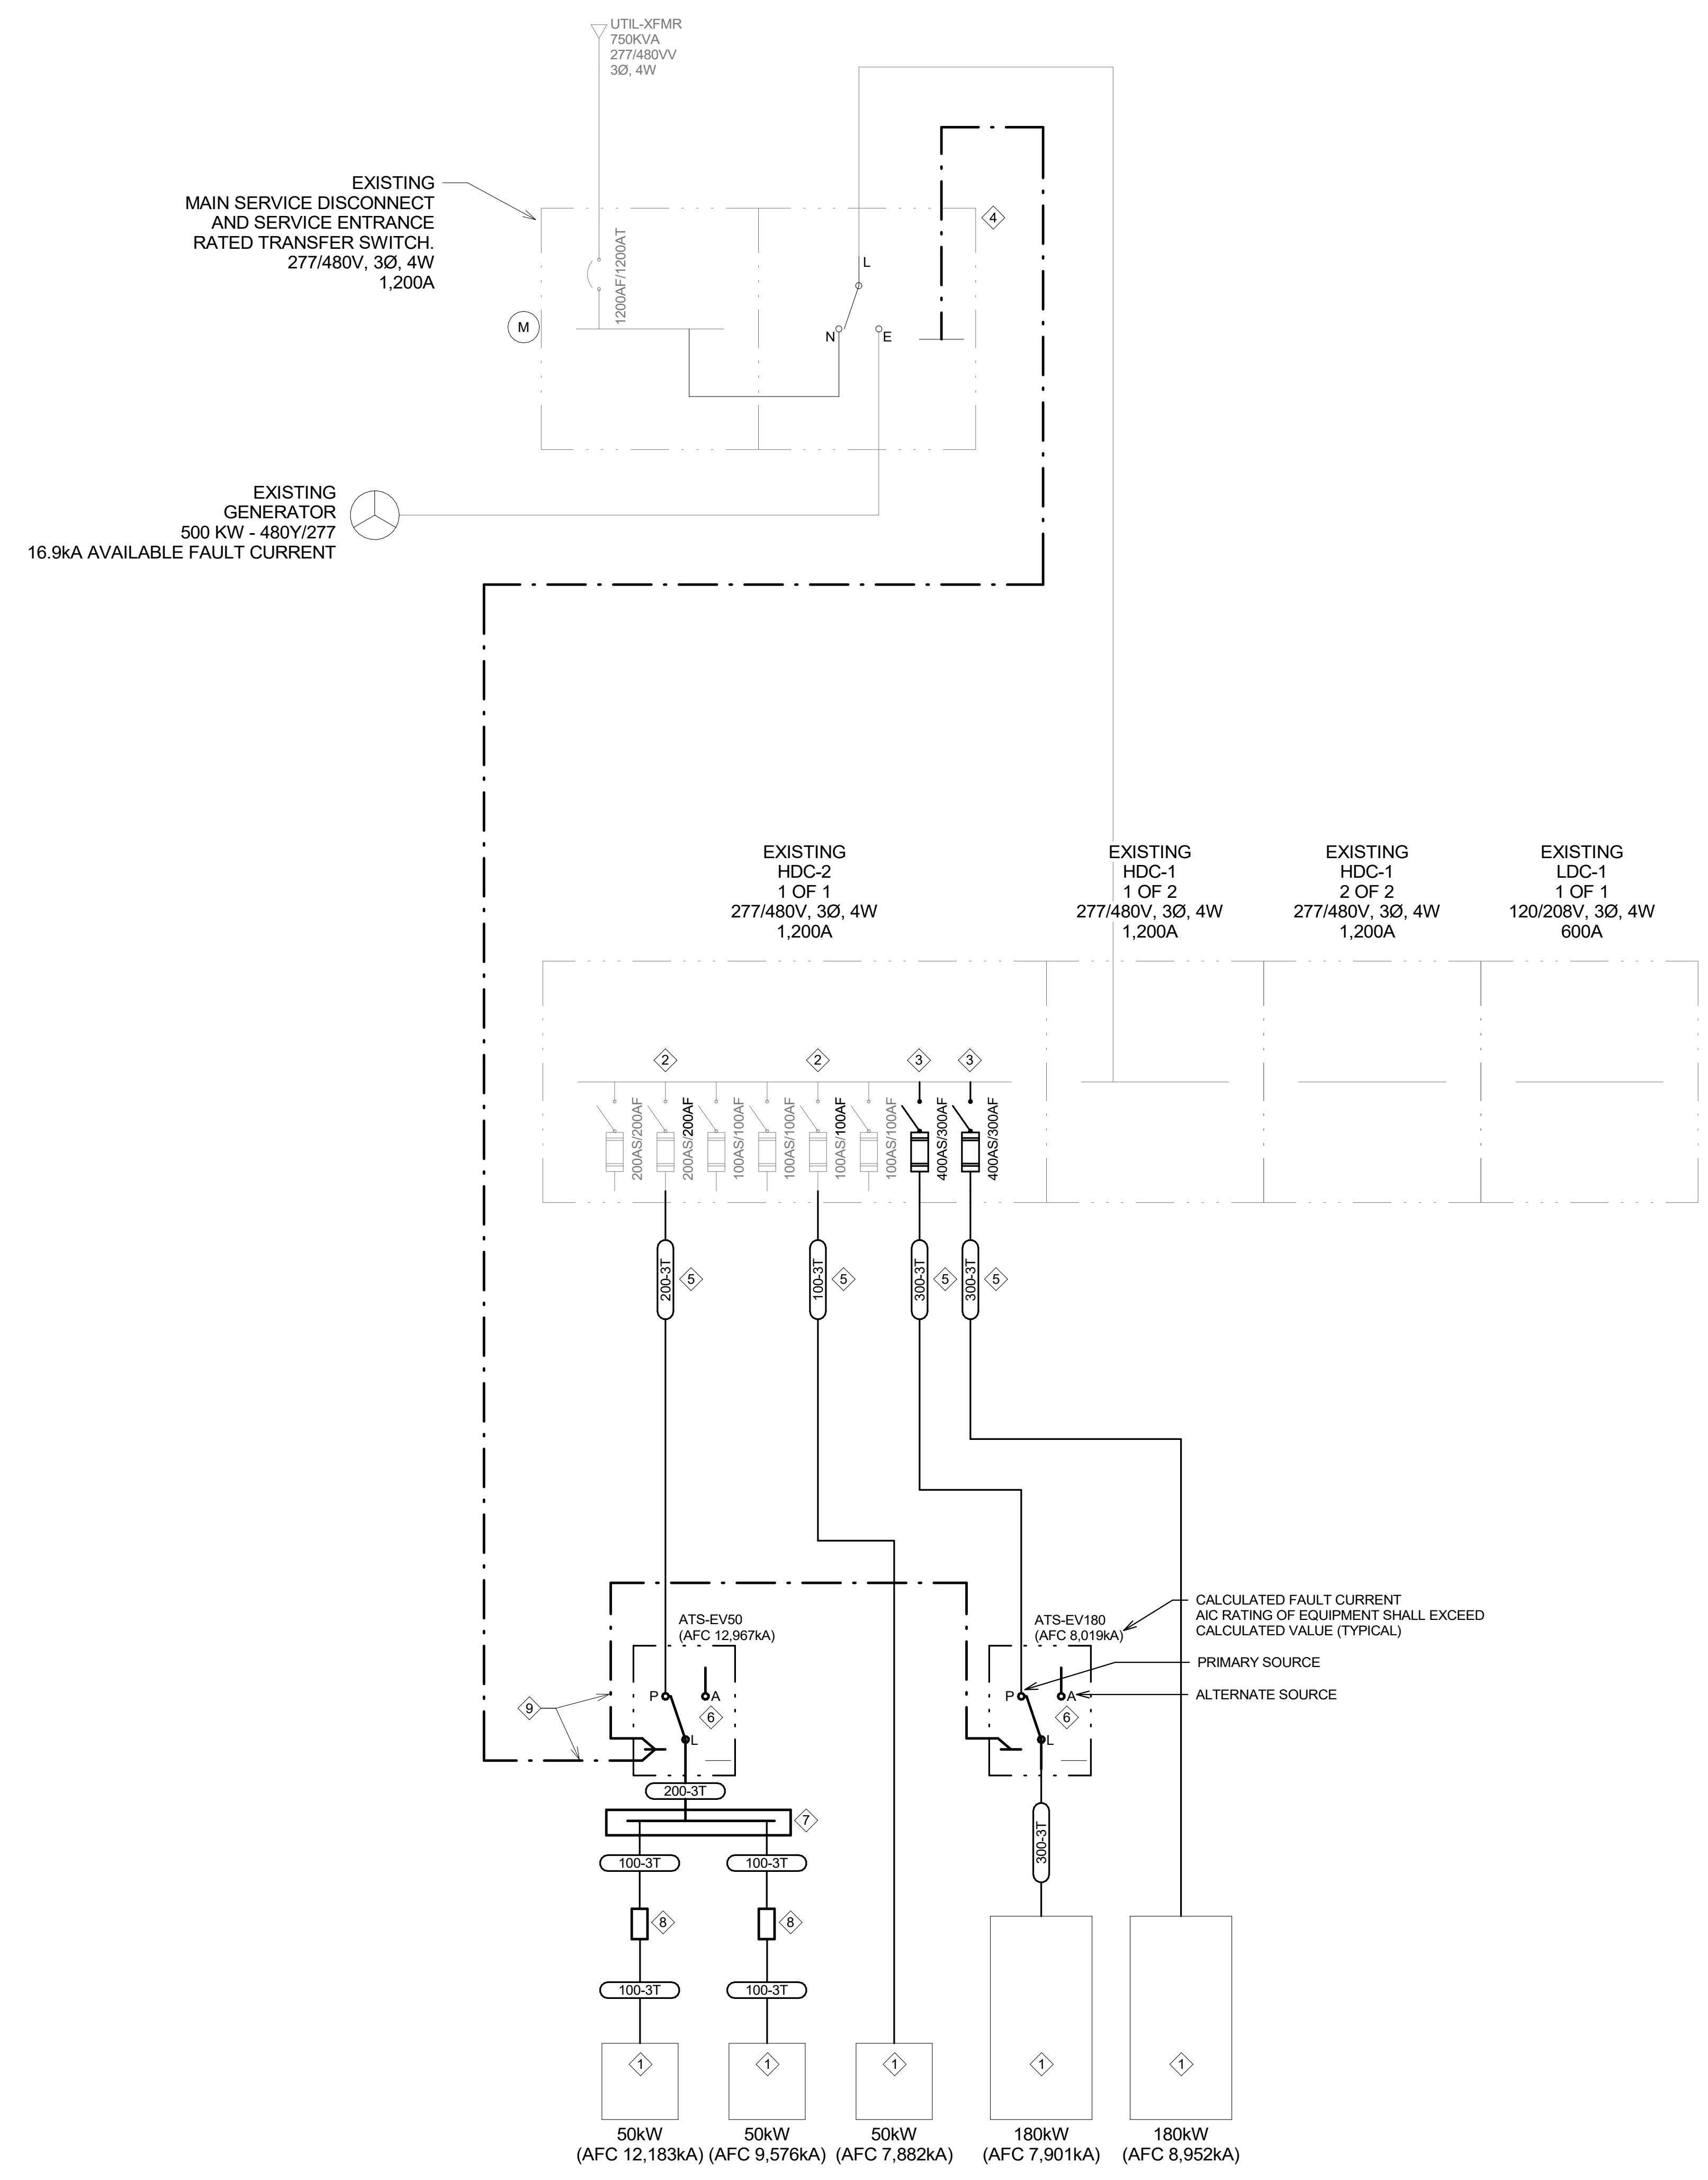 UTIL-XFMR
750KVA
277/480VV
3Ø, 4W
EXISTING
MAIN SERVICE DISCONNECT
AND SERVICE ENTRANCE
RATED TRANSFER SWITCH.
277/480V, 3Ø, 4W
1,200A
1200AF/1200AT
4
L
M
N
E
EXISTING
GENERATOR
500 KW - 480Y/277
16.9kA AVAILABLE FAULT CURRENT
EXISTING
HDC-2
1 OF 1
277/480V, 3Ø, 4W
1,200A
EXISTING
HDC-1
1 OF 2
277/480V, 3Ø, 4W
1,200A
EXISTING
HDC-1
2 OF 2
277/480V, 3Ø, 4W
1,200A
EXISTING
LDC-1
1 OF 1
120/208V, 3Ø, 4W
600A
2
2
3
3
200AS/200AF
200AS/200AF
100AS/100AF
100AS/100AF
100AS/100AF
100AS/100AF
400AS/300AF
400AS/300AF
200-3T
5
100-3T
5
300-3T
5
300-3T
5
ATS-EV50
(AFC 12,967kA)
ATS-EV180
(AFC 8,019kA)
CALCULATED FAULT CURRENT
AIC RATING OF EQUIPMENT SHALL EXCEED
CALCULATED VALUE (TYPICAL)
PRIMARY SOURCE
ALTERNATE SOURCE
9
P
A
6
L
P
A
6
L
200-3T
7
300-3T
100-3T
100-3T
8
8
100-3T
100-3T
1
1
1
1
1
50kW
(AFC 12,183kA)
50kW
(AFC 9,576kA)
50kW
(AFC 7,882kA)
180kW
(AFC 7,901kA)
180kW
(AFC 8,952kA)